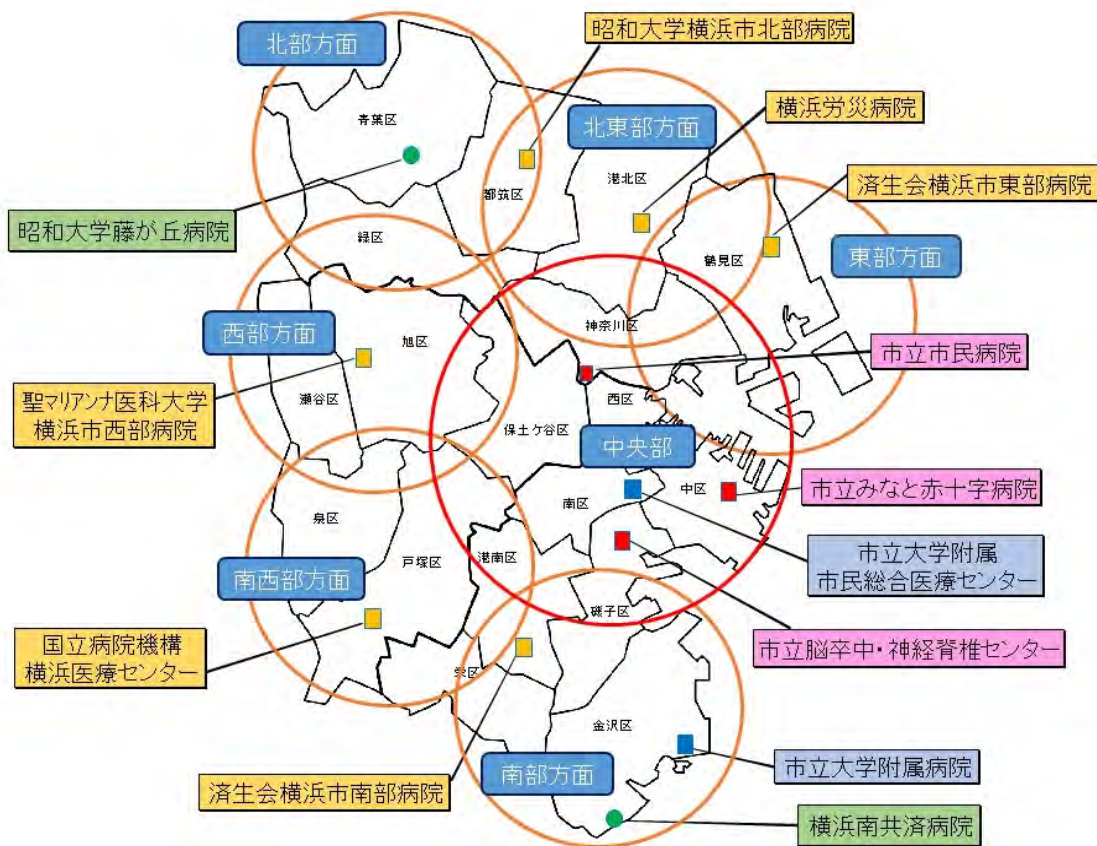 北部方面
昭和大学横浜市北部病院
横浜労災病院
北東部方面
青葉区
港北区
済生会横浜市東部病院
都筑区
昭和大学藤が丘病院
緑区
鶴見区
東部方面
神奈川区
西部方面
旭区
市立市民病院
聖マリアンナ医科大学
横浜市西部病院
瀬谷区
西区
保土ケ谷区
中央部
中区
市立みなと赤十字病院
南区
泉区
戸塚区
港南区
市立大学附属
市民総合医療センター
南西部方面
磯子区
国立病院機構
横浜医療センター
市立脳卒中・神経脊椎センター
栄区
金沢区
南部方面
市立大学附属病院
済生会横浜市南部病院
横浜南共済病院